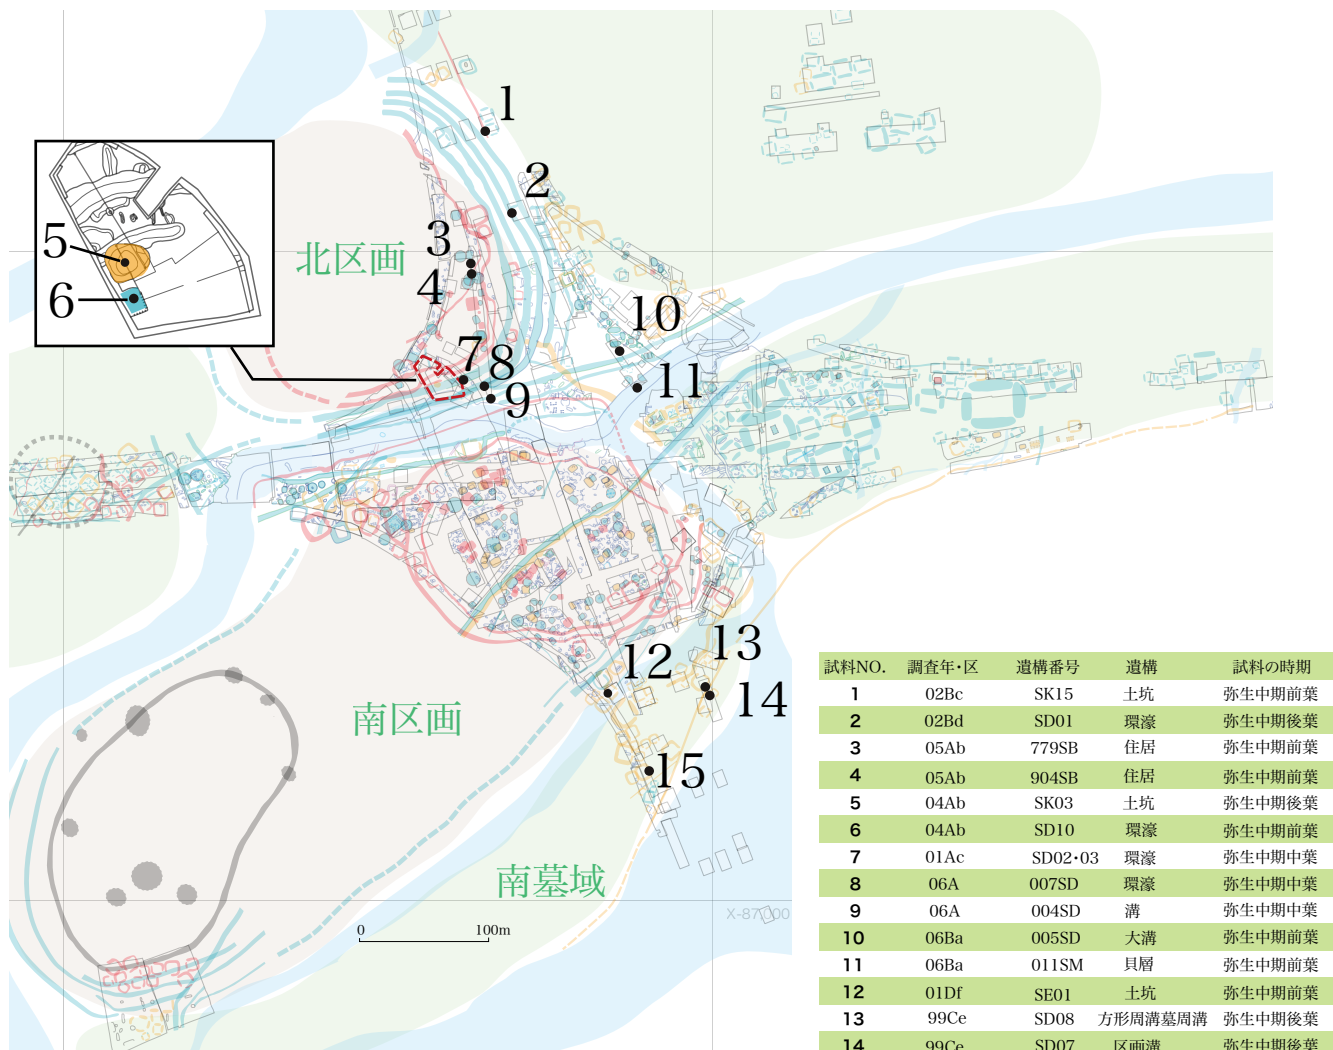 1
2
3
4
5
6
7
8
9
10
11
12
13
14
15
北区画
南区画
南墓域
X-87,000
0 100m
試料NO. 調査年・区 遺構番号 遺構 試料の時期
1 02Bc SK15 土坑 弥生中期前葉
2 02Bd SD01 環濠 弥生中期後葉
3 05Ab 779SB 住居 弥生中期前葉
4 05Ab 904SB 住居 弥生中期前葉
5 04Ab SK03 土坑 弥生中期後葉
6 04Ab SD10 環濠 弥生中期前葉
7 01Ac SD02・03 環濠 弥生中期中葉
8 06A 007SD 環濠 弥生中期中葉
9 06A 004SD 溝 弥生中期中葉
10 06Ba 005SD 大溝 弥生中期前葉
11 06Ba 011SM 貝層 弥生中期前葉
12 01Df SE01 土坑 弥生中期前葉
13 99Ce SD08 方形周溝墓周溝 弥生中期後葉
14 99Ce SD07 区画溝 弥生中期後葉